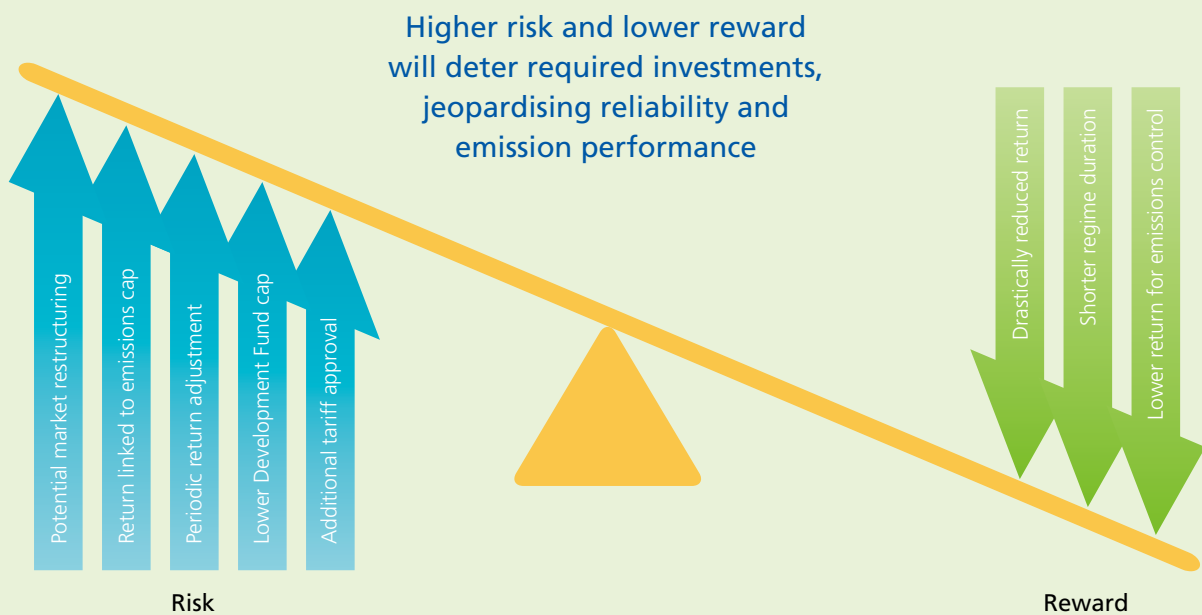 Higher risk and lower reward
will deter required investments,
jeopardising reliability and
emission performance
Potential market restructuring
Return linked to emissions cap
Periodic return adjustment
Lower Development Fund cap
Additional tariff approval
Drastically reduced return
Shorter regime duration
Lower return for emissions control
Risk
Reward